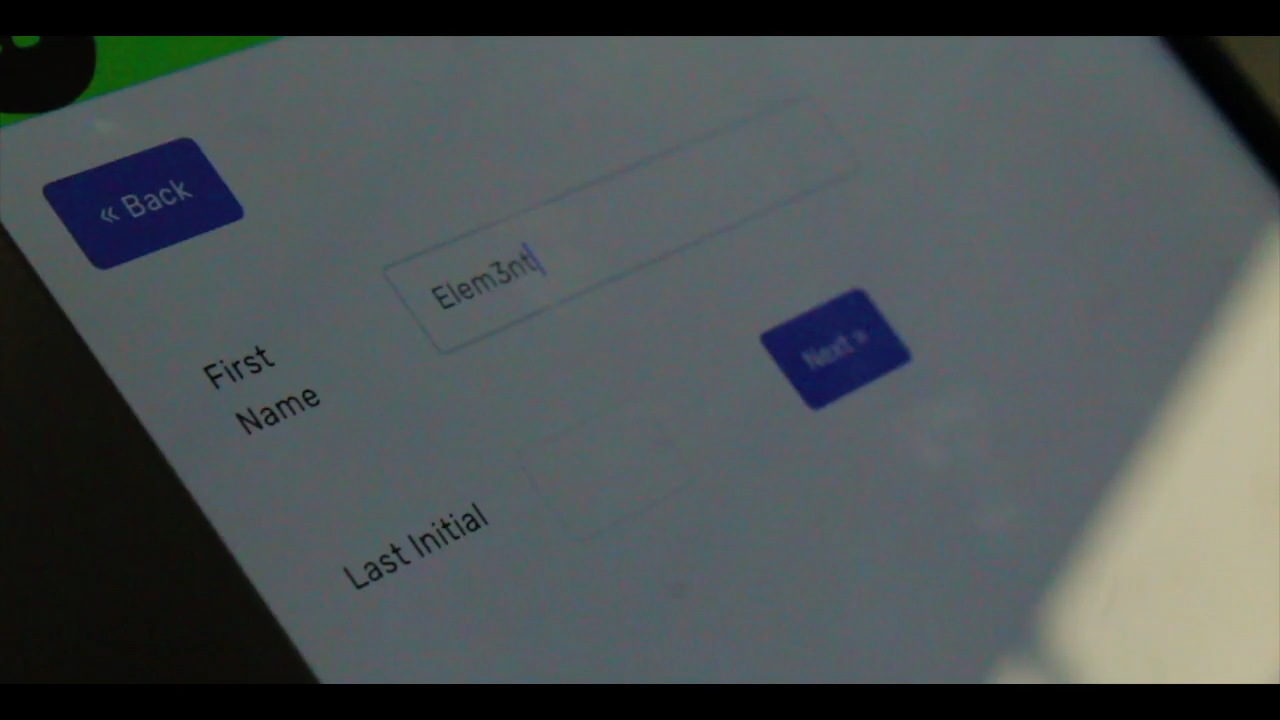 « Back
Elem3nt
First
Name
Next »
Last Initial